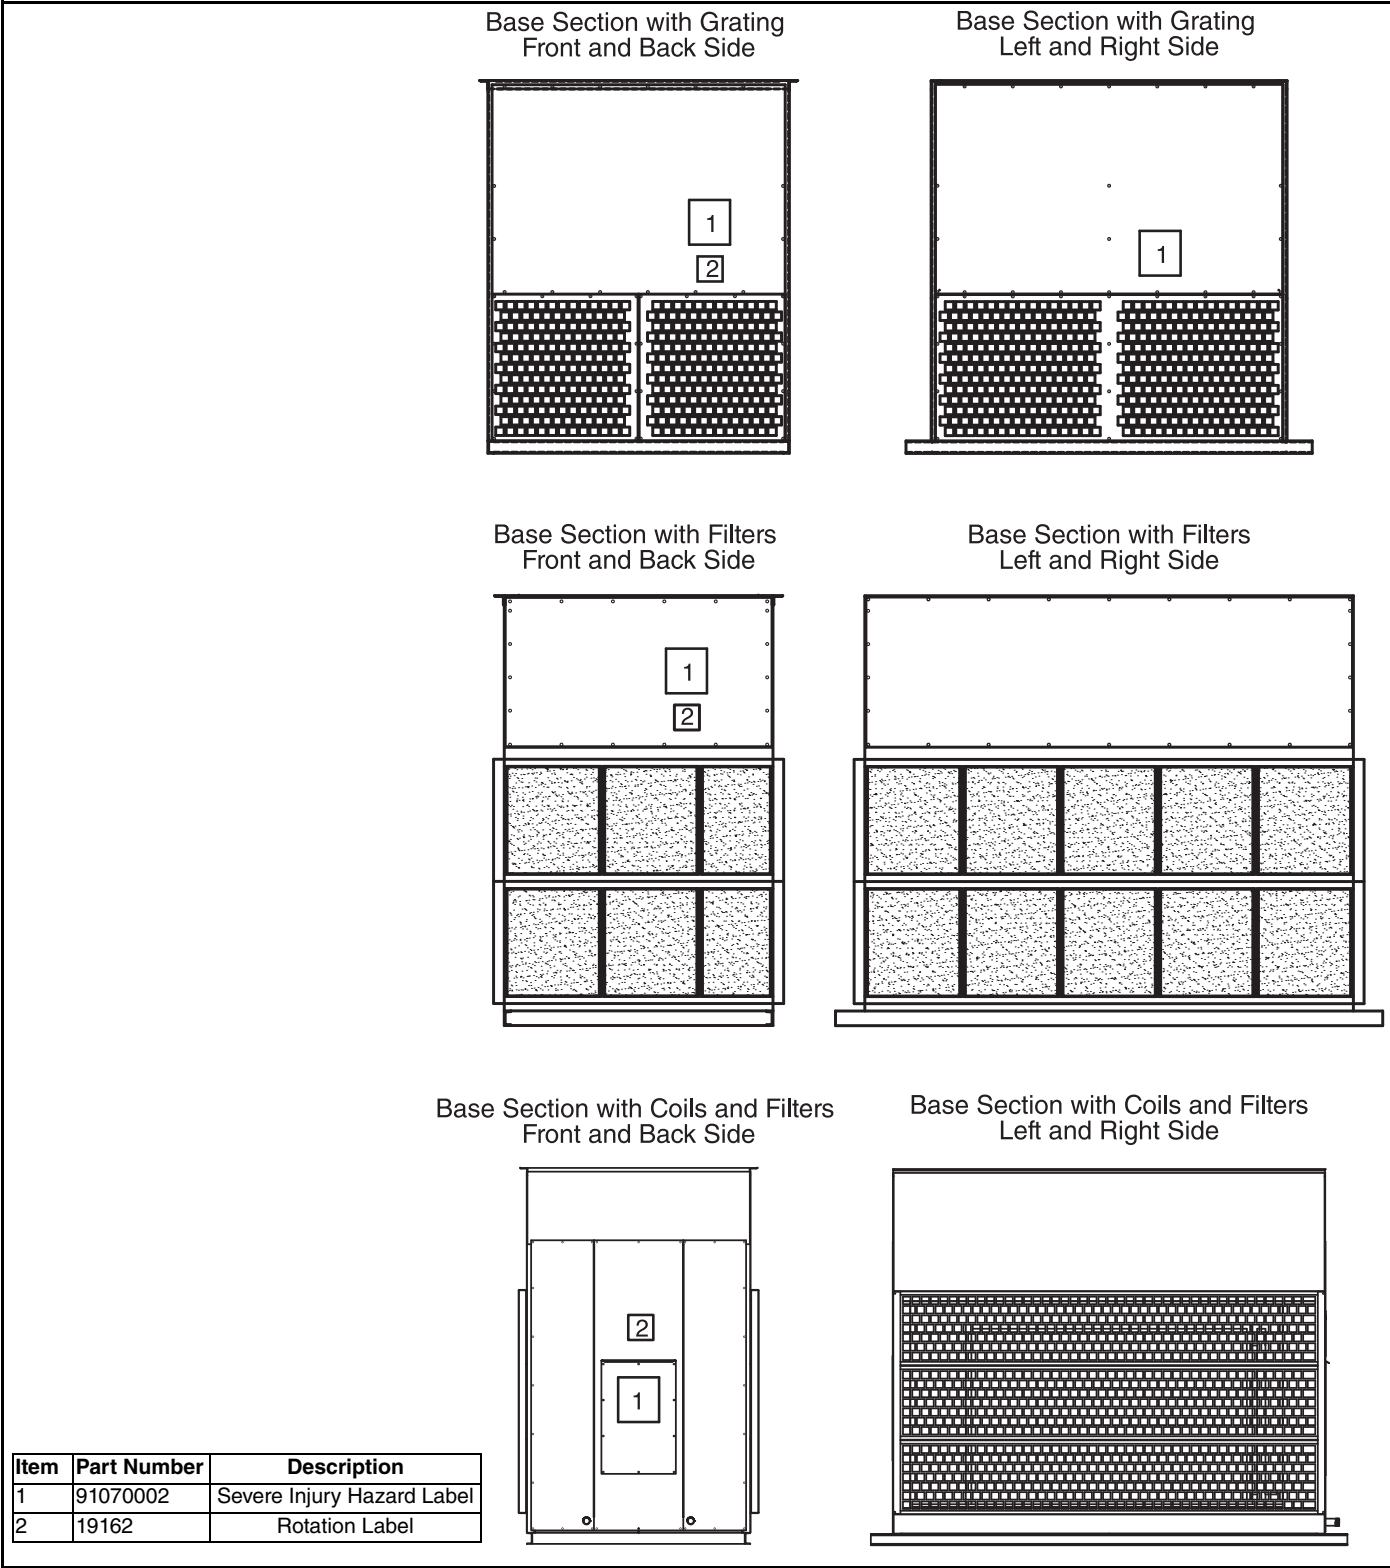 Base Section with Grating
Front and Back Side
Base Section with Grating
Left and Right Side
1
2
1
Base Section with Filters
Front and Back Side
Base Section with Filters
Left and Right Side
1
2
Base Section with Coils and Filters
Front and Back Side
Base Section with Coils and Filters
Left and Right Side
2
1
Item Part Number Description
1 91070002 Severe Injury Hazard Label
2 19162 Rotation Label